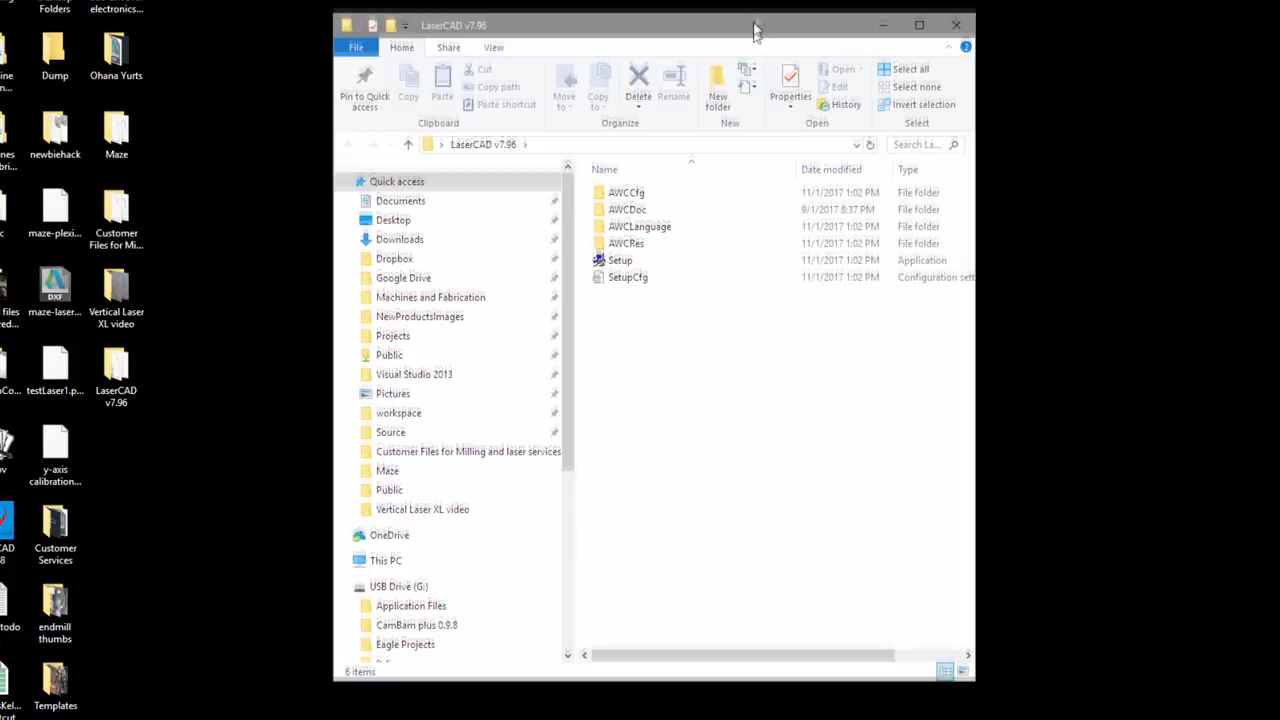 Desktop
Folders
electronics...
Dump
Ohana Yurts
newbiehack
Maze
maze-plexi...
Customer
Files for Mi...
DXF
maze-laser...
Vertical Laser
XL video
testLaser1.p...
LaserCAD
v7.96
y-axis
calibration...
Customer
Services
endmill
thumbs
Templates
LaserCAD v7.96
File
Home
Share
View
Pin to Quick
access
Copy
Paste
Cut
Copy path
Paste shortcut
Clipboard
Move
to
Copy
to
Delete
Rename
Organize
New
folder
New
Properties
Open
Edit
History
Open
Select all
Select none
Invert selection
Select
LaserCAD v7.96
Search La...
Quick access
Documents
Desktop
Downloads
Dropbox
Google Drive
Machines and Fabrication
NewProductsImages
Projects
Public
Visual Studio 2013
Pictures
workspace
Source
Customer Files for Milling and laser services
Maze
Public
Vertical Laser XL video
OneDrive
This PC
USB Drive (G:)
Application Files
CamBam plus 0.9.8
Eagle Projects
Name Date modified Type
AWCCfg 11/1/2017 1:02 PM File folder
AWCDoc 9/1/2017 8:37 PM File folder
AWCLanguage 11/1/2017 1:02 PM File folder
AWCRes 11/1/2017 1:02 PM File folder
Setup 11/1/2017 1:02 PM Application
SetupCfg 11/1/2017 1:02 PM Configuration sett
6 items